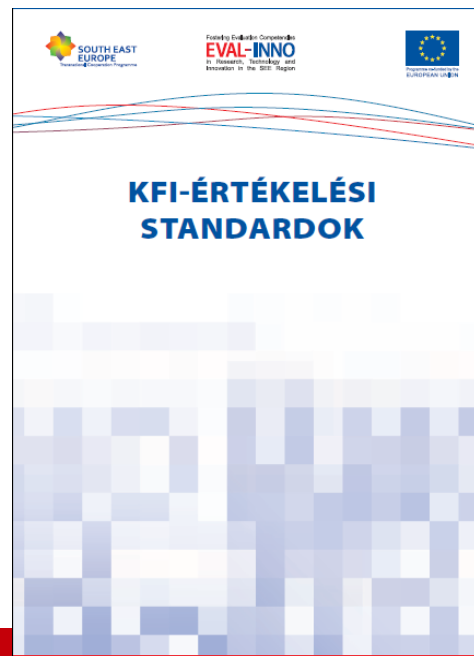 SOUTH EAST
EUROPE
Transnational Cooperation Programme
Fostering Evaluation Competencies
EVAL-INNO
in Research, Technology and
Innovation in the SEE Region
Programme co-funded by the
EUROPEAN UNION
KFI-ÉRTÉKELÉSI
STANDARDOK